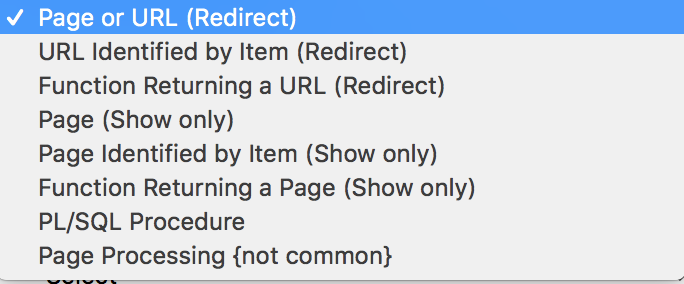 Page or URL (Redirect)
URL Identified by Item (Redirect)
Function Returning a URL (Redirect)
Page (Show only)
Page Identified by Item (Show only)
Function Returning a Page (Show only)
PL/SQL Procedure
Page Processing {not common}
Select